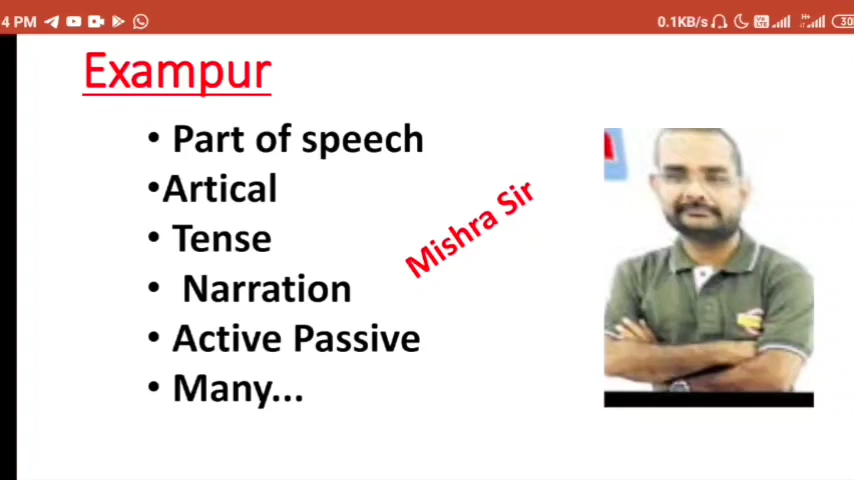 4 PM
0.1KB/s
Exampur
• Part of speech
•Artical
• Tense
• Narration
• Active Passive
• Many...
Mishra Sir